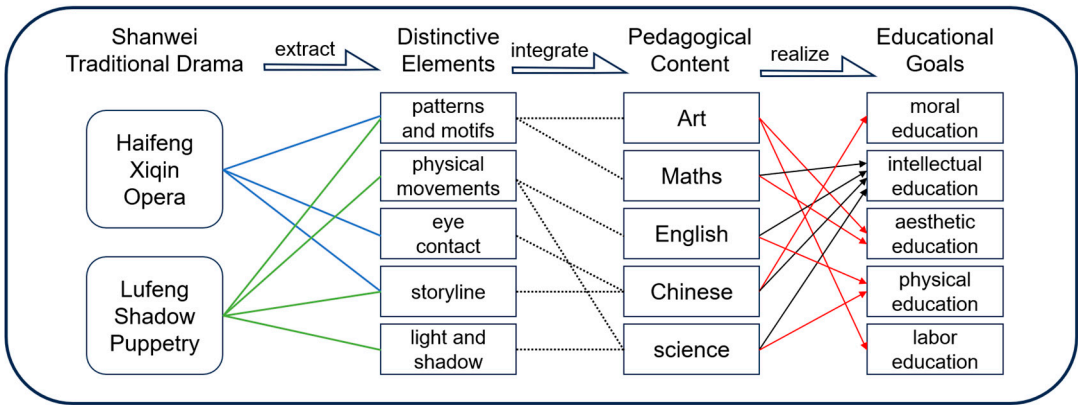 Shanwei
Traditional Drama
extract
Distinctive
Elements
integrate
Pedagogical
Content
realize
Educational
Goals
Haifeng
Xiqin
Opera
Lufeng
Shadow
Puppetry
patterns
and motifs
physical
movements
eye
contact
storyline
light and
shadow
Art
Maths
English
Chinese
science
moral
education
intellectual
education
aesthetic
education
physical
education
labor
education